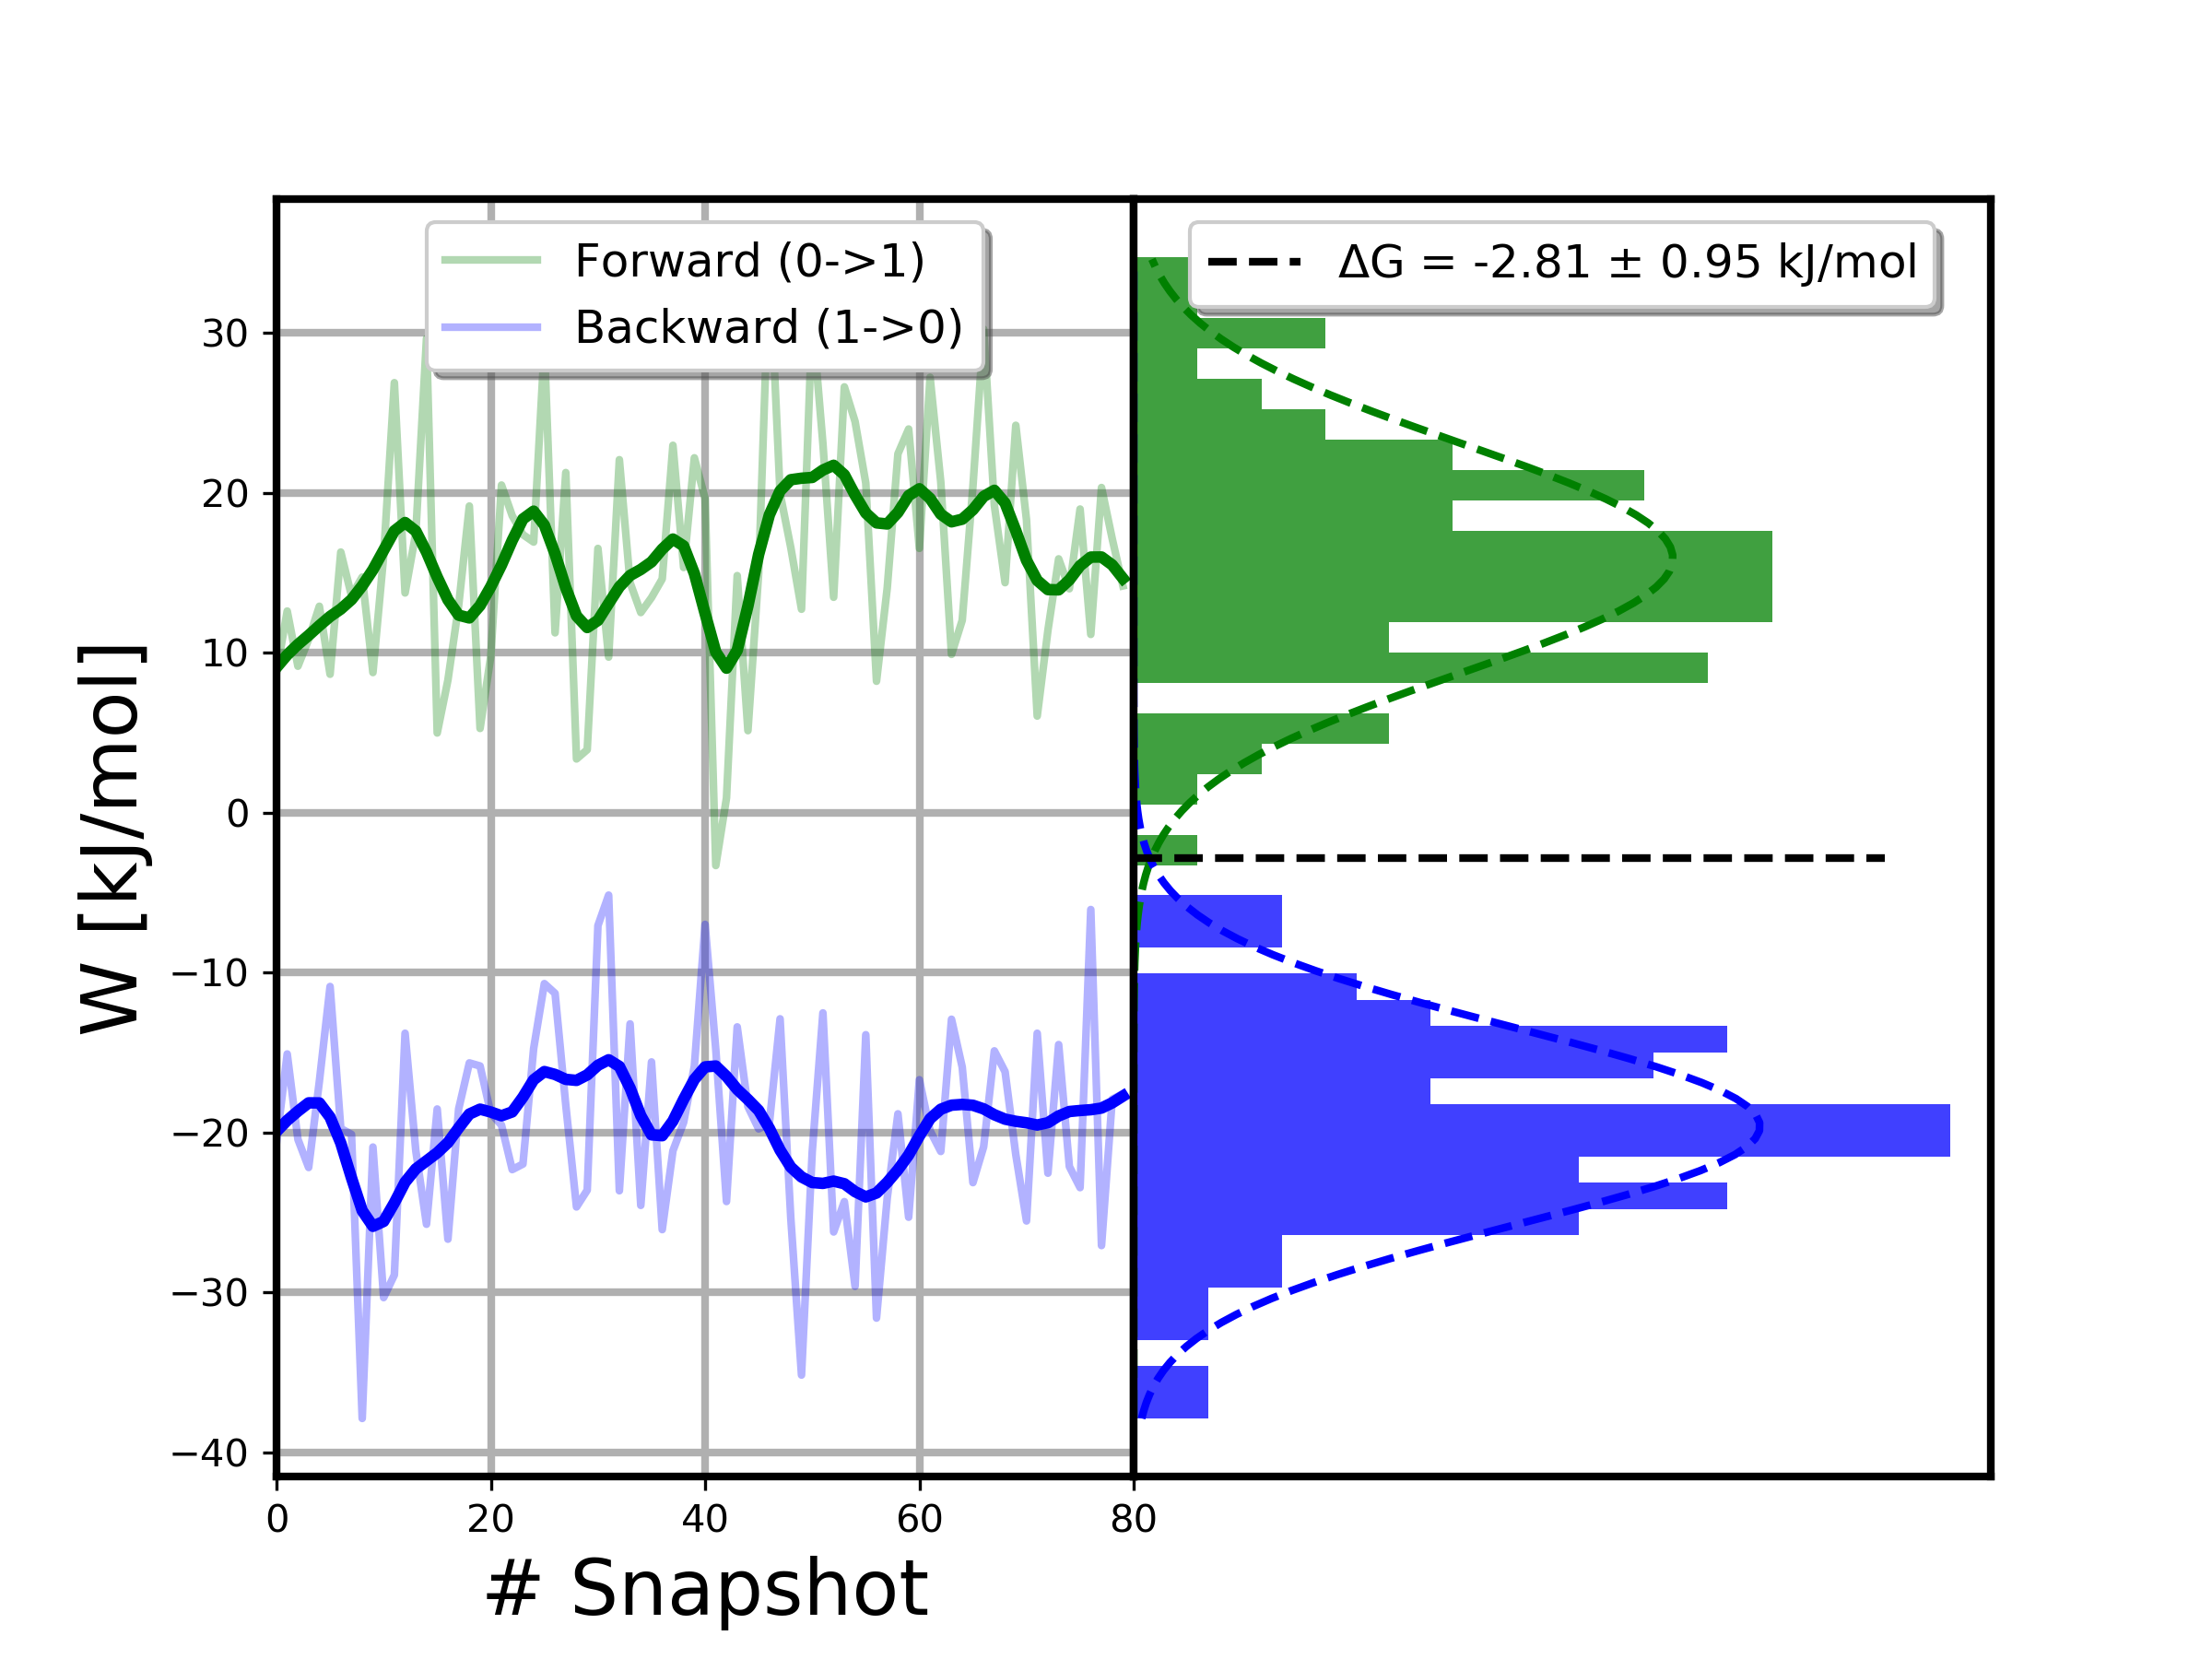 Forward (0->1)
Backward (1->0)
ΔG = -2.81 ± 0.95 kJ/mol
W [kJ/mol]
30
20
10
0
−10
−20
−30
−40
0 20 40 60 80
# Snapshot